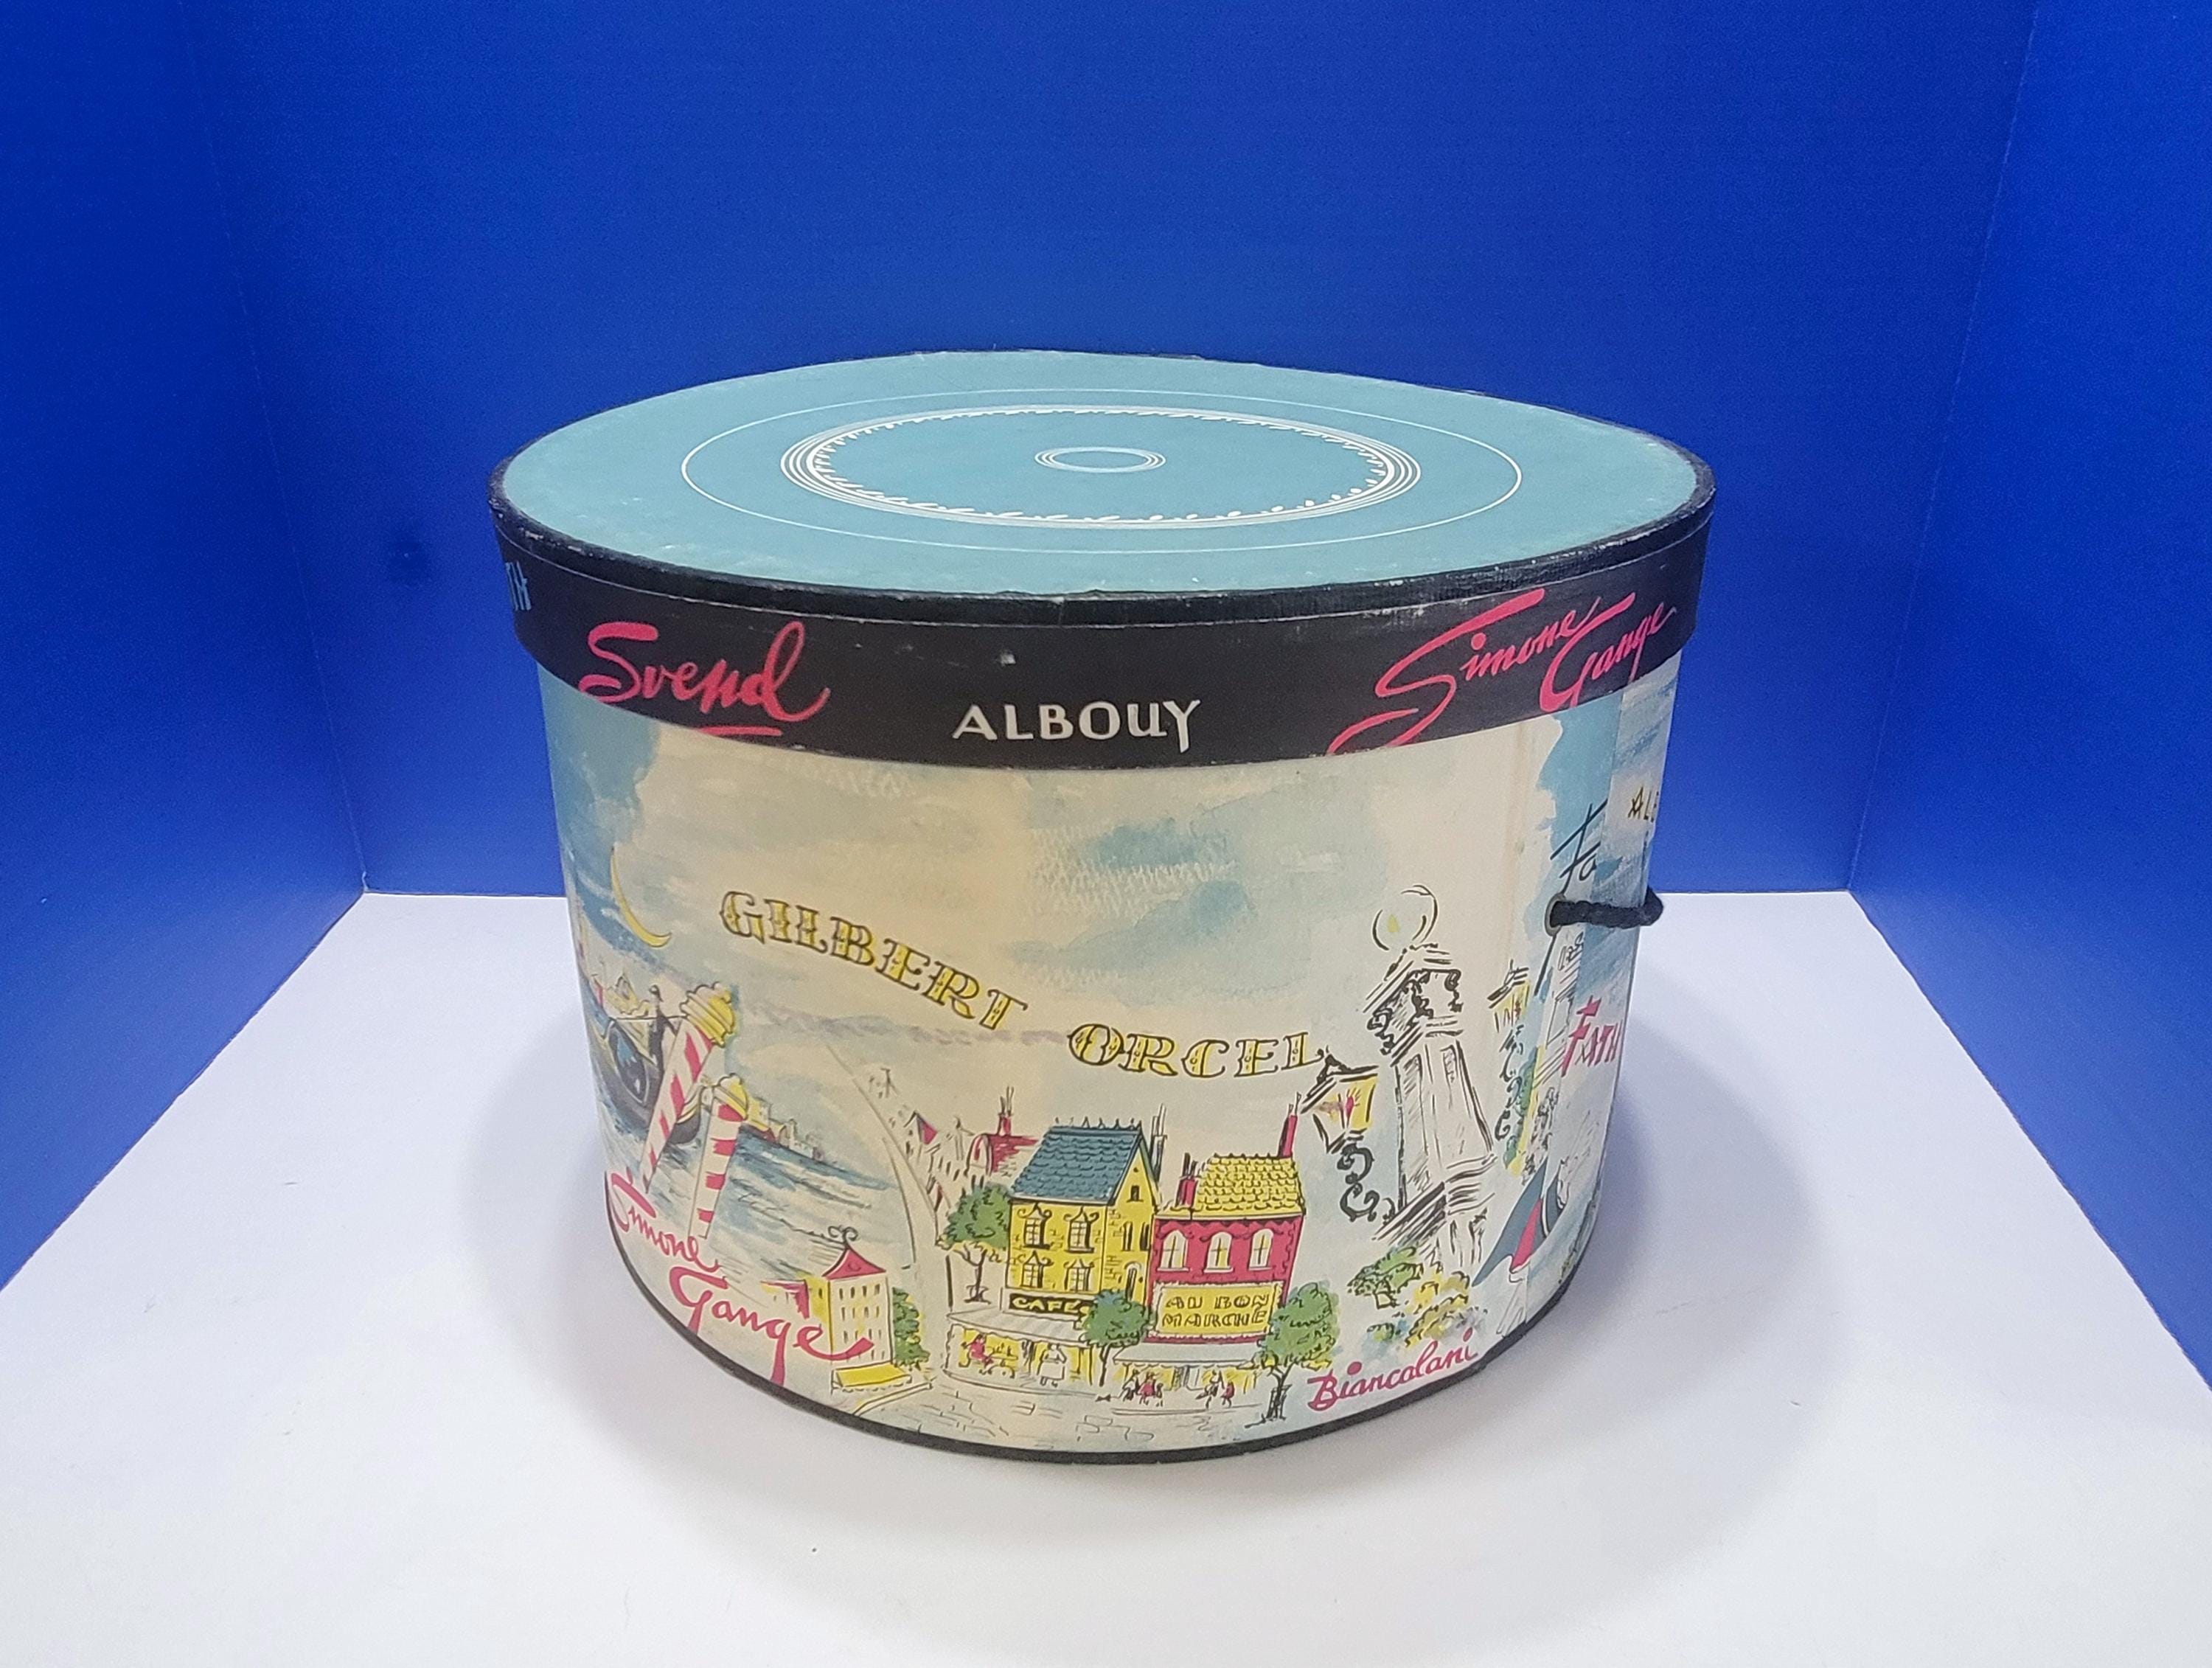 Svend
ALBOUY
Simone
Gange
GILBERT ORCEL
FATH
Simone
Gange
CAFE
AU BON
MARCHÉ
Biancalani